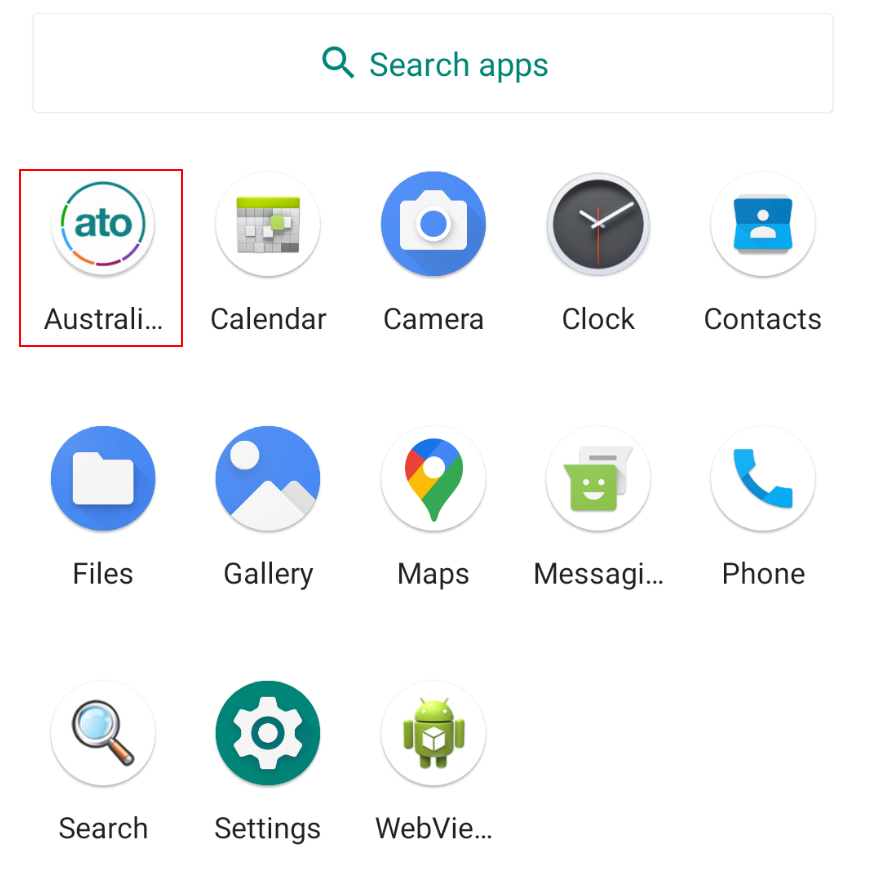 Search apps
ato
Australi...
Calendar
Camera
Clock
Contacts
Files
Gallery
Maps
Messagi...
Phone
Search
Settings
WebVie...